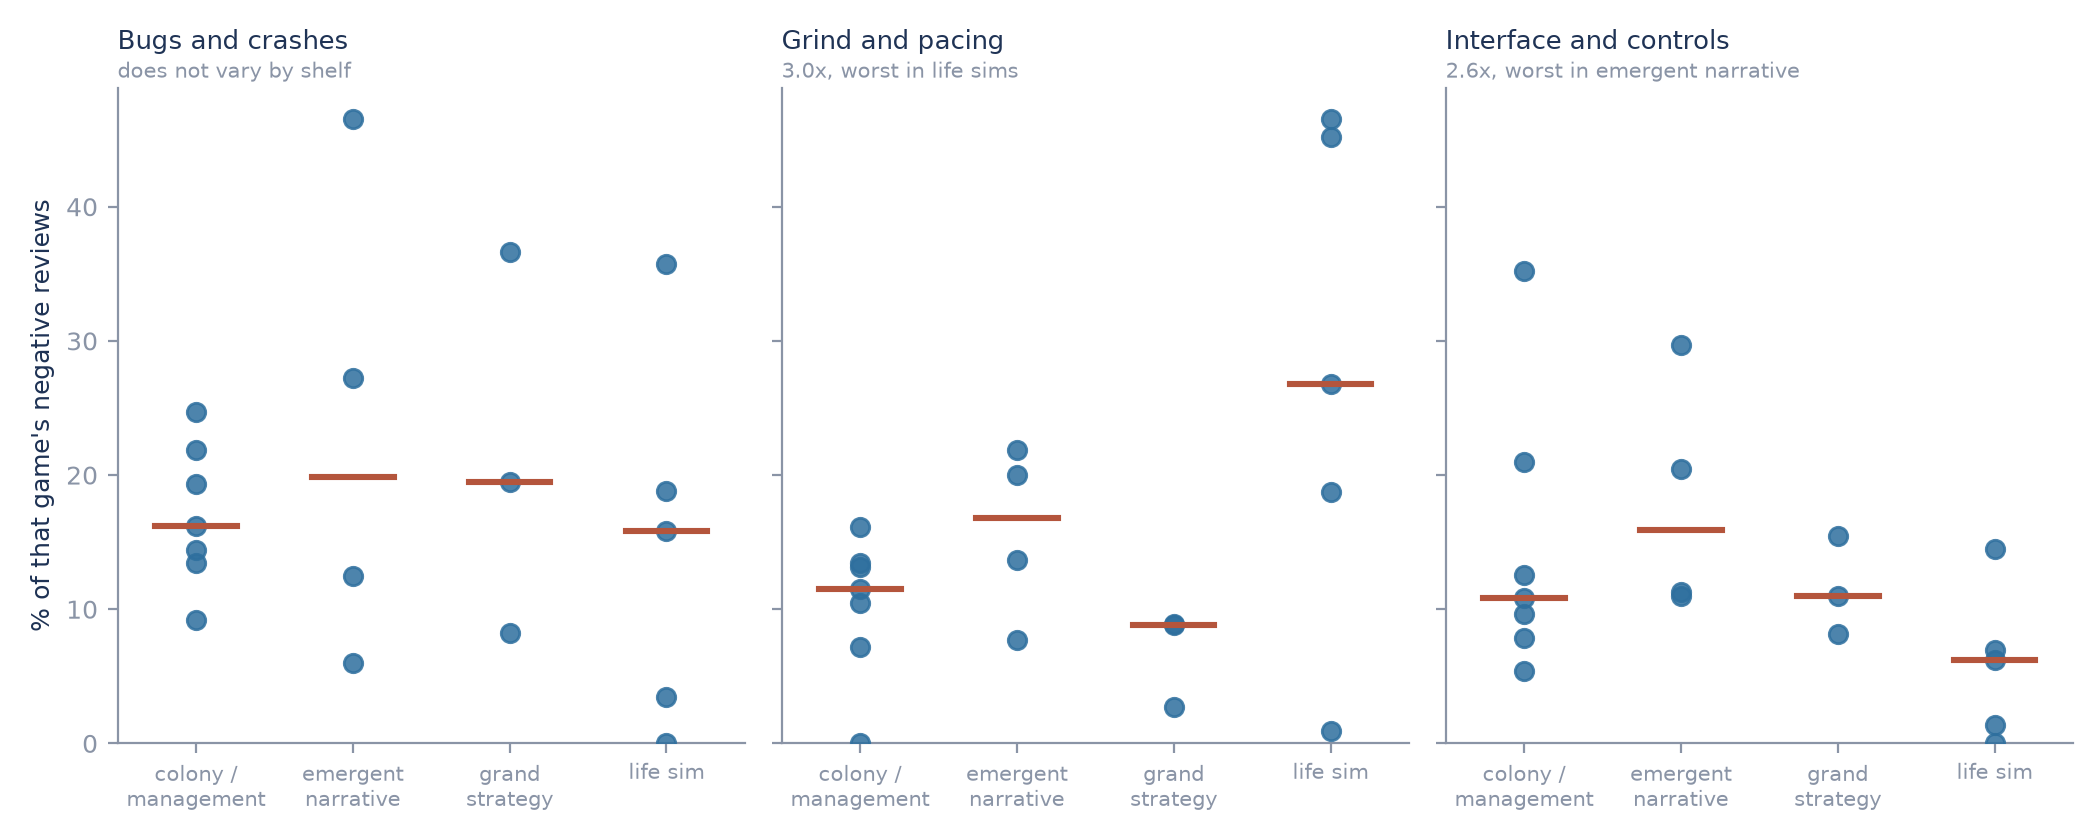 Bugs and crashes
does not vary by shelf
Grind and pacing
3.0x, worst in life sims
Interface and controls
2.6x, worst in emergent narrative
% of that game's negative reviews
40
30
20
10
0
colony /
management
emergent
narrative
grand
strategy
life sim
colony /
management
emergent
narrative
grand
strategy
life sim
colony /
management
emergent
narrative
grand
strategy
life sim